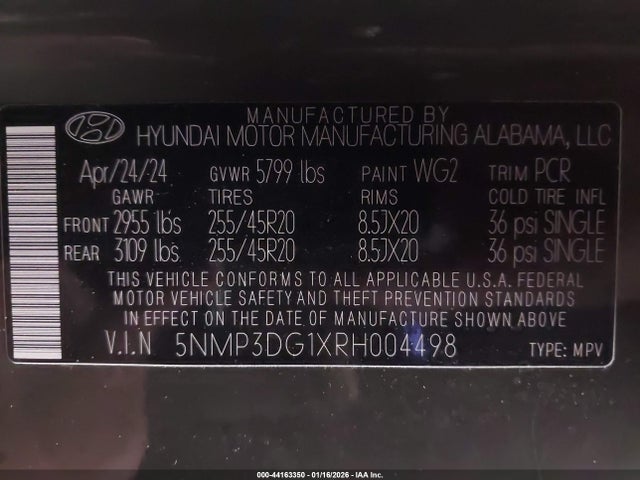 MANUFACTURED BY
HYUNDAI MOTOR MANUFACTURING ALABAMA, LLC
Apr/24/24 GVWR 5799 lbs PAINT WG2 TRIM PCR
GAWR TIRES RIMS COLD TIRE INFL
FRONT 2955 lbs 255/45R20 8.5JX20 36 psi SINGLE
REAR 3109 lbs 255/45R20 8.5JX20 36 psi SINGLE
THIS VEHICLE CONFORMS TO ALL APPLICABLE U.S.A. FEDERAL
MOTOR VEHICLE SAFETY AND THEFT PREVENTION STANDARDS
IN EFFECT ON THE DATE OF MANUFACTURE SHOWN ABOVE
V.I.N 5NMP3DG1XRH004498 TYPE: MPV
000-44163350 - 01/16/2026 - IAA Inc.